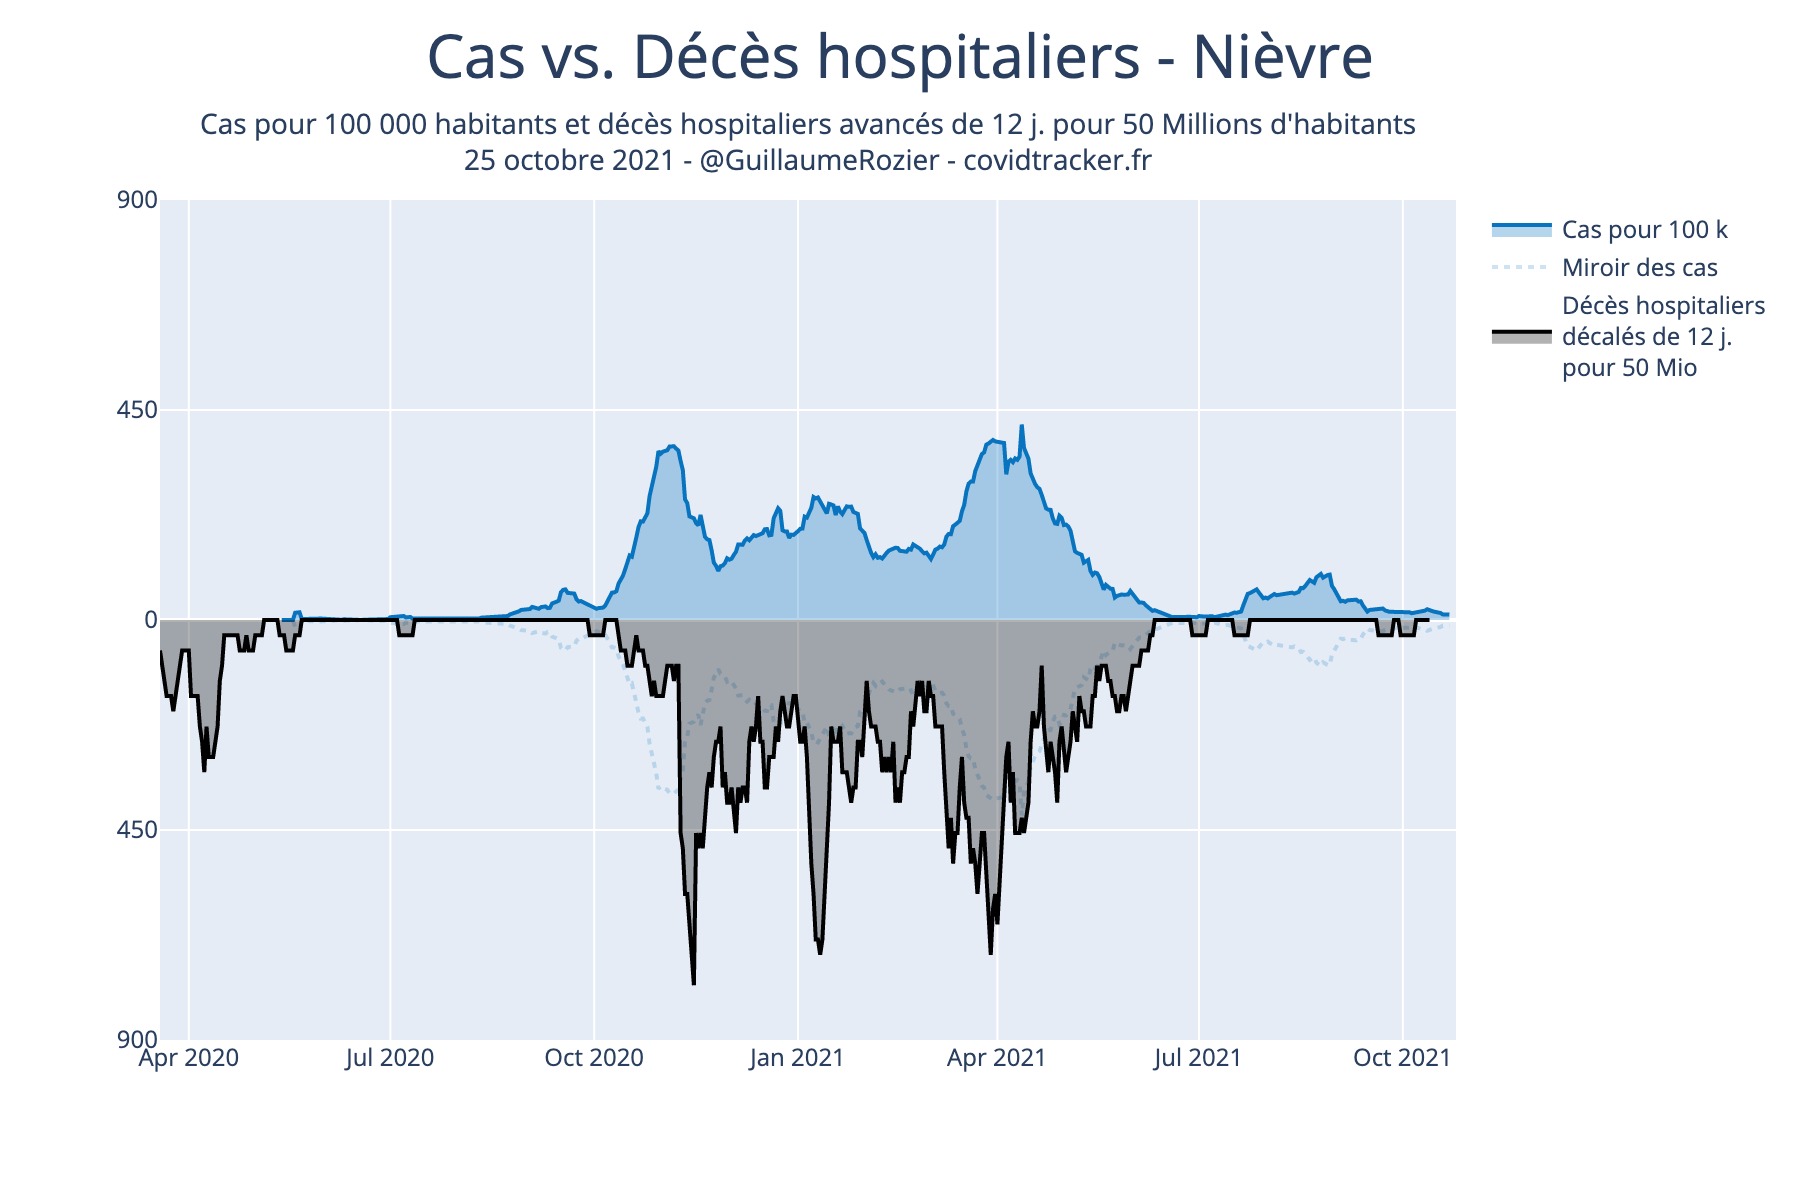 Cas vs. Décès hospitaliers - Nièvre
Cas pour 100 000 habitants et décès hospitaliers avancés de 12 j. pour 50 Millions d'habitants
25 octobre 2021 - @GuillaumeRozier - covidtracker.fr
900
450
0
450
900
Apr 2020
Jul 2020
Oct 2020
Jan 2021
Apr 2021
Jul 2021
Oct 2021
Cas pour 100 k
Miroir des cas
Décès hospitaliers
décalés de 12 j.
pour 50 Mio